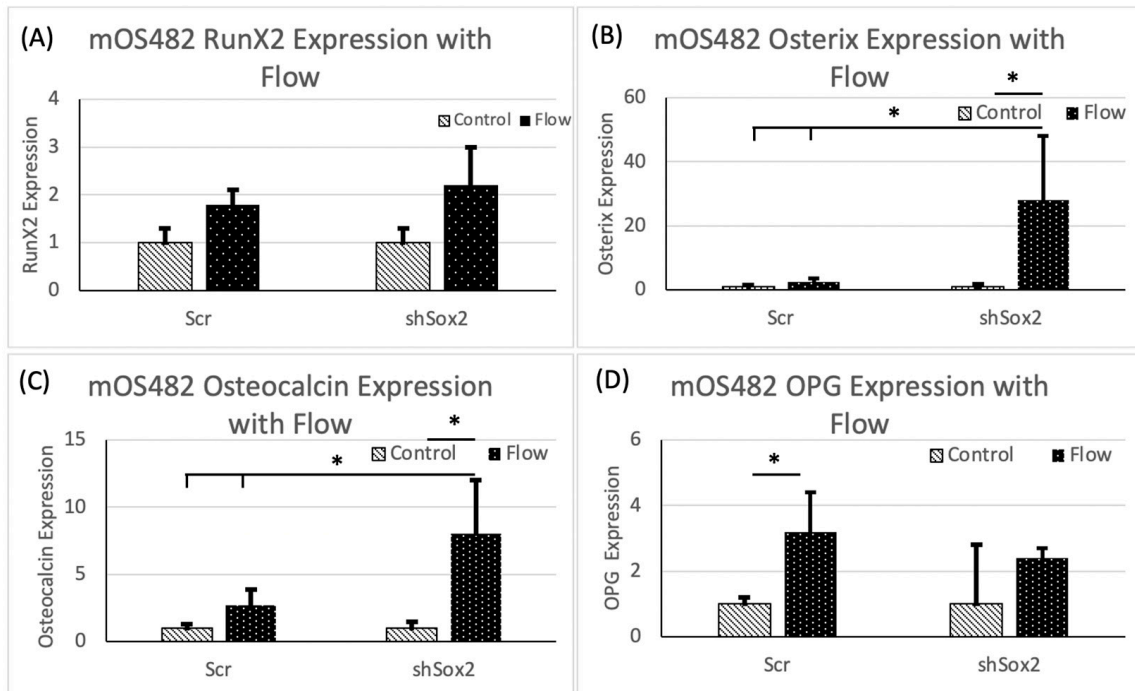 (A)
mOS482 RunX2 Expression with
Flow
Control Flow
RunX2 Expression
4
3
2
1
0
Scr shSox2
(B)
mOS482 Osterix Expression with
Flow
*
Control Flow
*
Osterix Expression
60
40
20
0
Scr shSox2
(C)
mOS482 Osteocalcin Expression
with Flow
*
Control Flow
*
Osteocalcin Expression
15
10
5
0
Scr shSox2
(D)
mOS482 OPG Expression with
Flow
Control Flow
*
OPG Expression
6
4
2
0
Scr shSox2